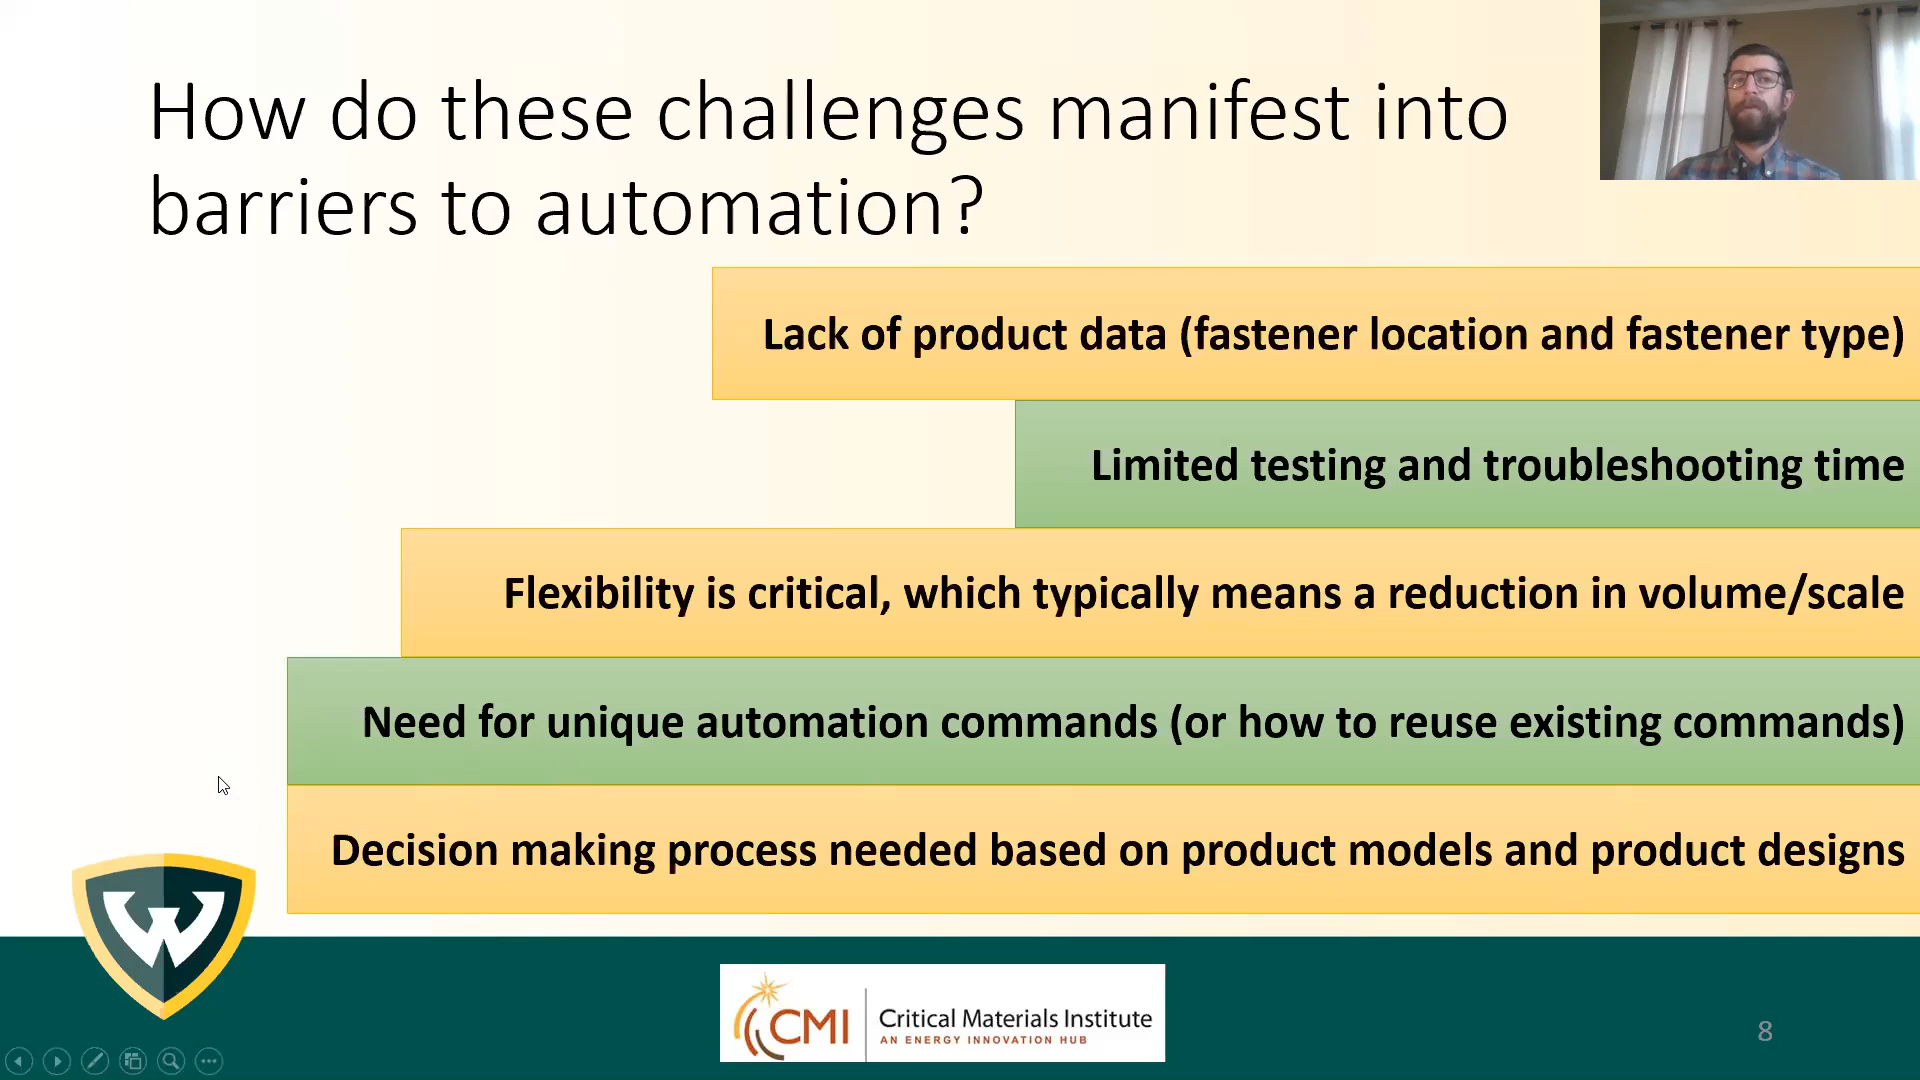 How do these challenges manifest into
barriers to automation?
Lack of product data (fastener location and fastener type)
Limited testing and troubleshooting time
Flexibility is critical, which typically means a reduction in volume/scale
Need for unique automation commands (or how to reuse existing commands)
Decision making process needed based on product models and product designs
W
CMI
Critical Materials Institute
AN ENERGY INNOVATION HUB
8